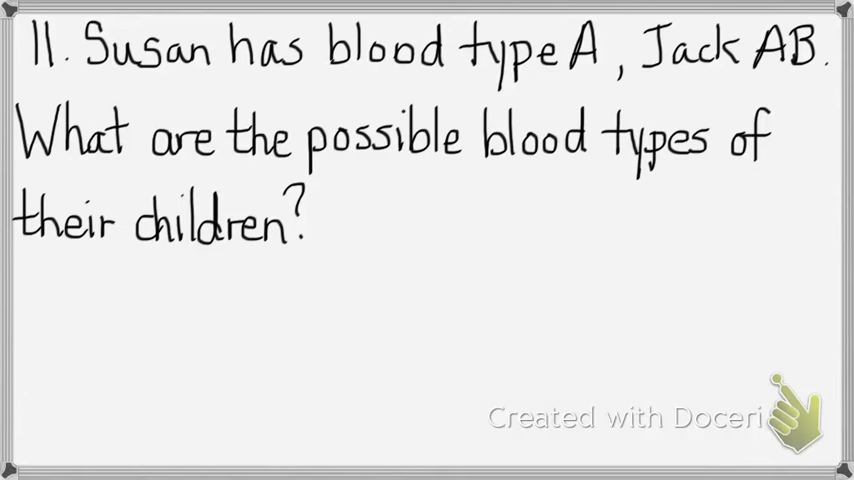 11. Susan has blood type A, Jack AB.
What are the possible blood types of
their children?
Created with Doceri